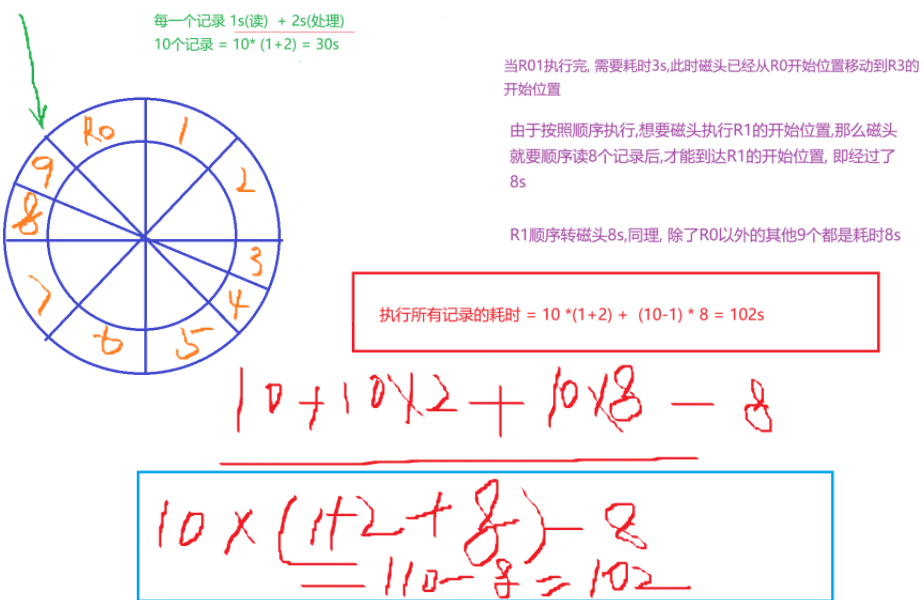 每一个记录 1s(读) + 2s(处理)
10个记录 = 10* (1+2) = 30s
当R01执行完, 需要耗时3s,此时磁头已经从R0开始位置移动到R3的
开始位置
由于按照顺序执行,想要磁头执行R1的开始位置,那么磁头
就要顺序读8个记录后,才能到达R1的开始位置, 即经过了
8s
R1顺序转磁头8s,同理, 除了R0以外的其他9个都是耗时8s
R0
1
2
3
4
5
6
7
8
9
执行所有记录的耗时 = 10 *(1+2) + (10-1) * 8 = 102s
10+10×2+10×8-8
10×(1+2+8)-8
=110-8=102